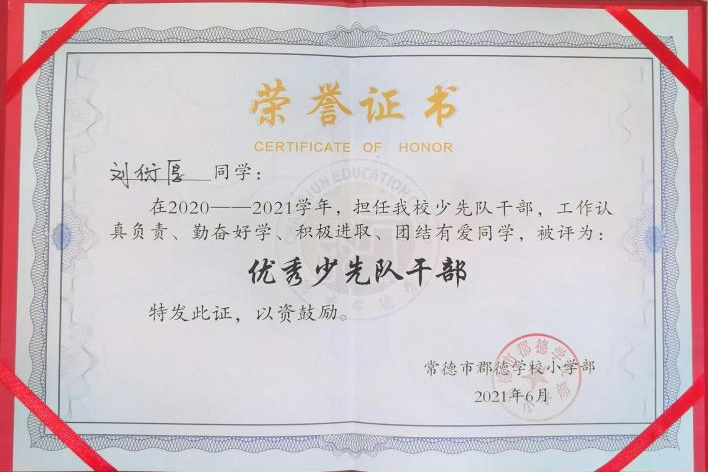 荣誉证书
CERTIFICATE OF HONOR
刘衍厚 同学：
在2020——2021学年，担任我校少先队干部，工作认
真负责、勤奋好学、积极进取、团结有爱同学，被评为：
优秀少先队干部
特发此证，以资鼓励。
常德市郡德学校小学部
2021年6月